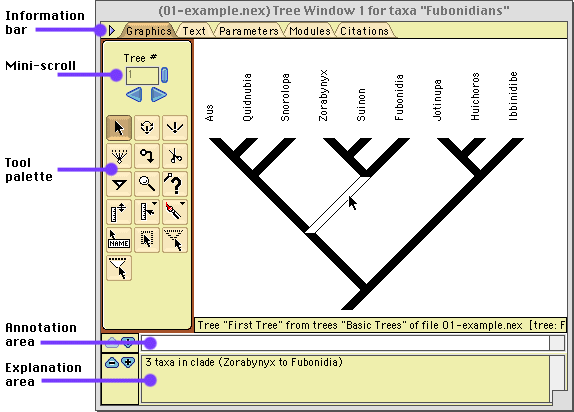 (01-example.nex) Tree Window 1 for taxa "Fubonidians"
Information
bar
Graphics Text Parameters Modules Citations
Mini-scroll
Tree #
1
Aus
Quidnubia
Snorolopa
Zorabynyx
Suinon
Fubonidia
Jotinupa
Huichoros
Ibbinidibe
Tool
palette
?
NAME
Tree "First Tree" from trees "Basic Trees" of file 01-example.nex [tree: F
Annotation
area
Explanation
area
3 taxa in clade (Zorabynyx to Fubonidia)